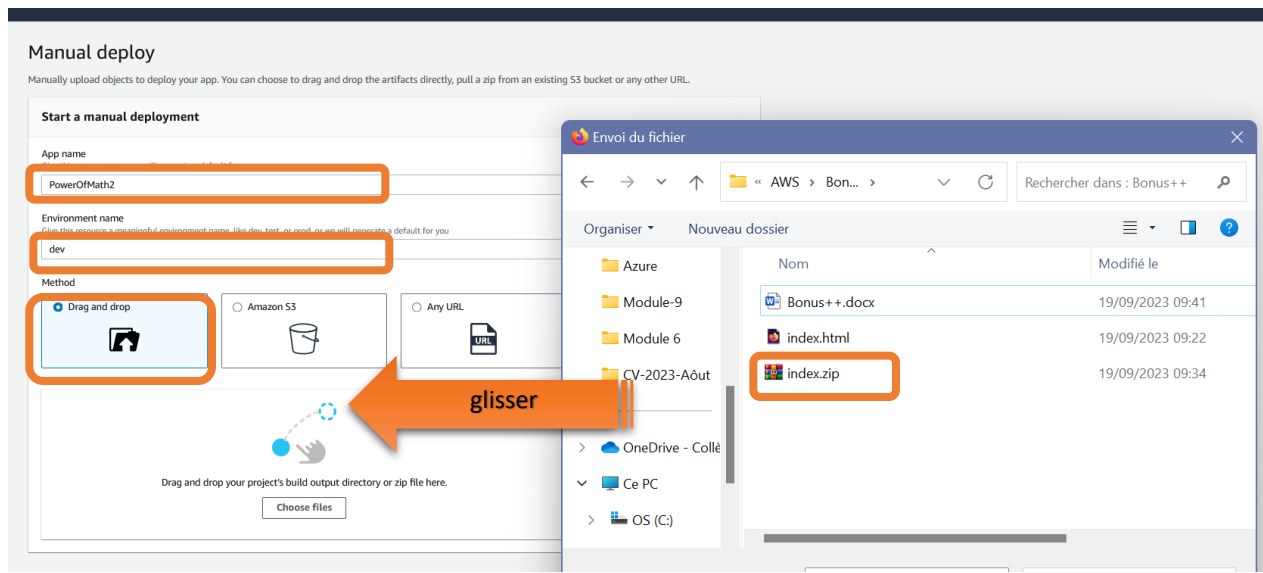 Manual deploy
Manually upload objects to deploy your app. You can choose to drag and drop the artifacts directly, pull a zip from an existing S3 bucket or any other URL.
Start a manual deployment
App name
PowerOfMath2
Environment name
Give this resource a meaningful environment name, like dev, test, or prod, or we will generate a default for you
dev
Method
Drag and drop
Amazon S3
Any URL
URL
glisser
Drag and drop your project's build output directory or zip file here.
Choose files
Envoi du fichier
« AWS › Bon... ›
Rechercher dans : Bonus++
Organiser
Nouveau dossier
Nom
Modifié le
Azure
Module-9
Module 6
CV-2023-Aôut
OneDrive - Collè
Ce PC
OS (C:)
Bonus++.docx
19/09/2023 09:41
index.html
19/09/2023 09:22
index.zip
19/09/2023 09:34